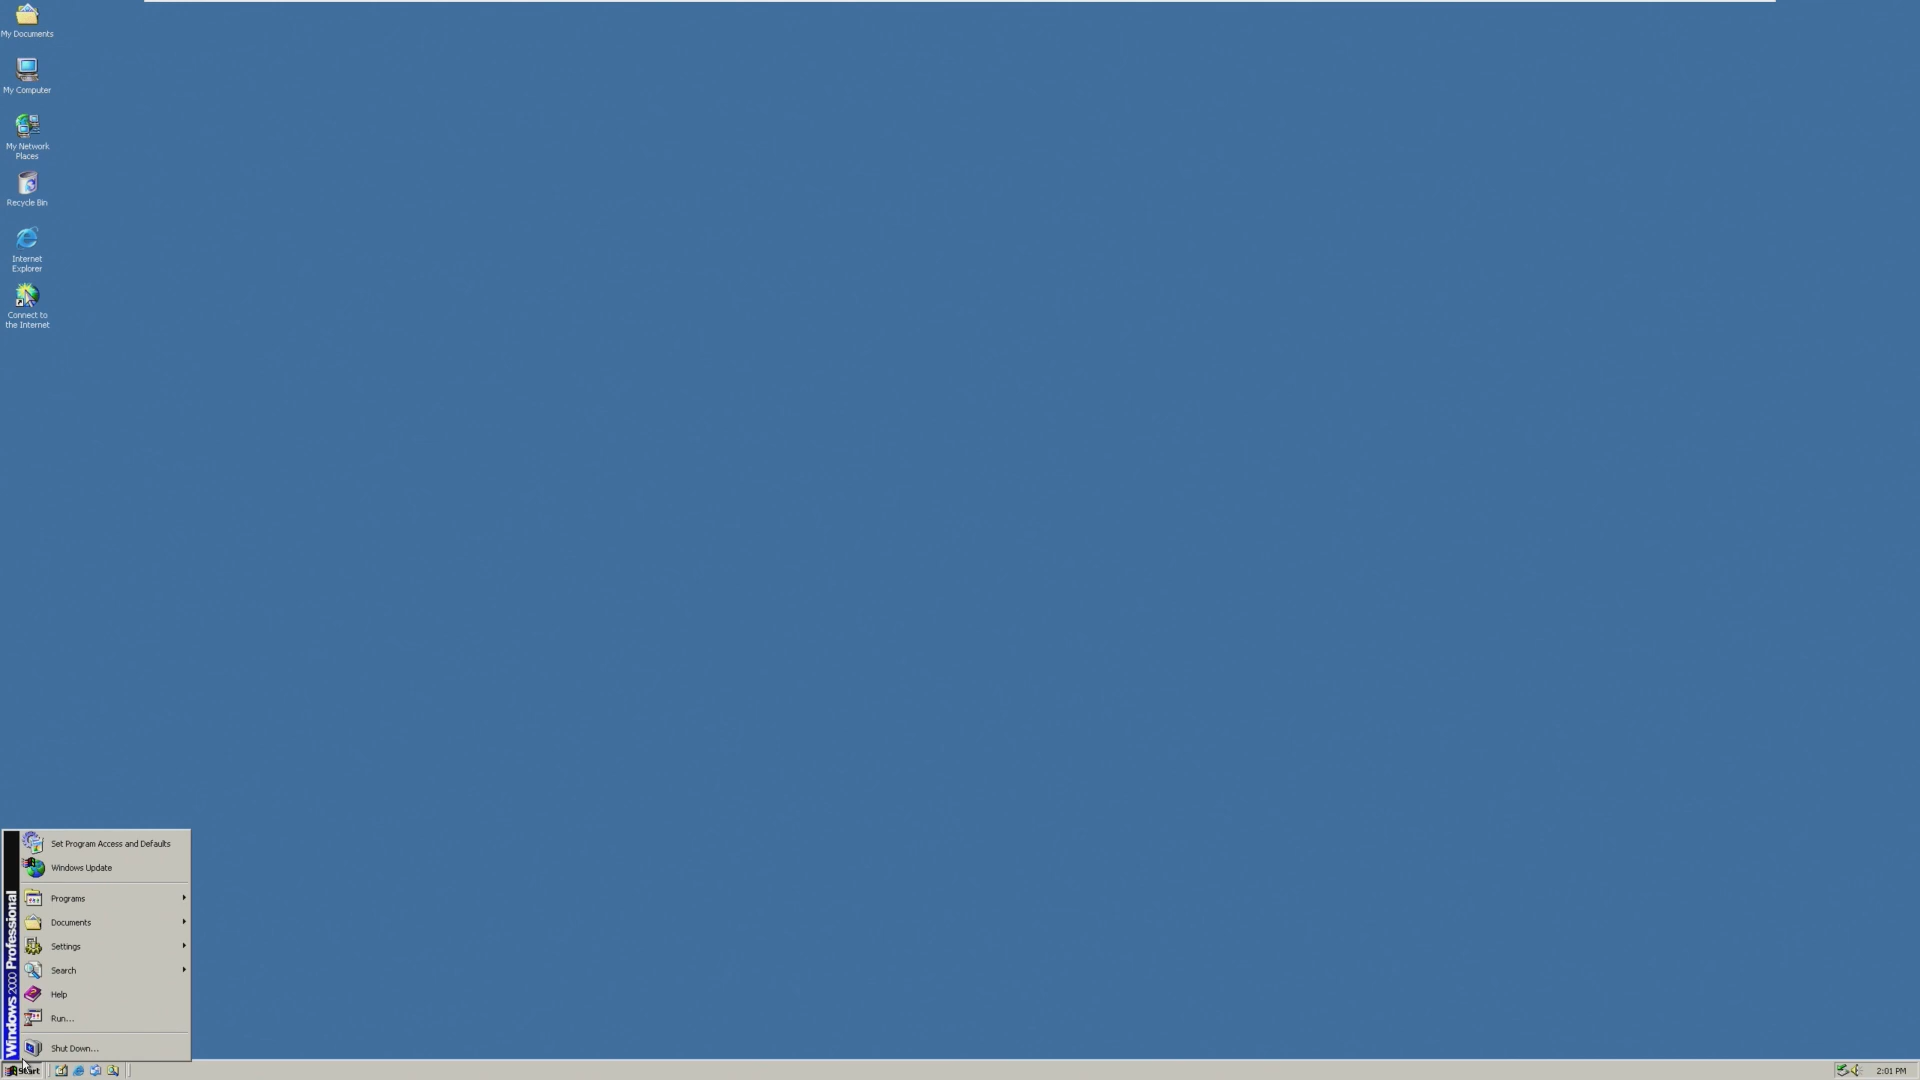 My Documents
My Computer
My Network
Places
Recycle Bin
Internet
Explorer
Connect to
the Internet
Set Program Access and Defaults
Windows Update
Programs
Documents
Settings
Search
Help
Run...
Shut Down...
Windows 2000 Professional
Start
2:01 PM